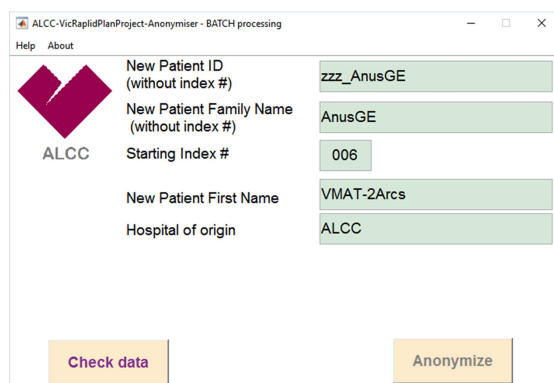 ALCC-VicRaplidPlanProject-Anonymiser - BATCH processing
Help About
New Patient ID
(without index #)
zzz_AnusGE
New Patient Family Name
(without index #)
AnusGE
ALCC
Starting Index #
006
New Patient First Name
VMAT-2Arcs
Hospital of origin
ALCC
Check data
Anonymize